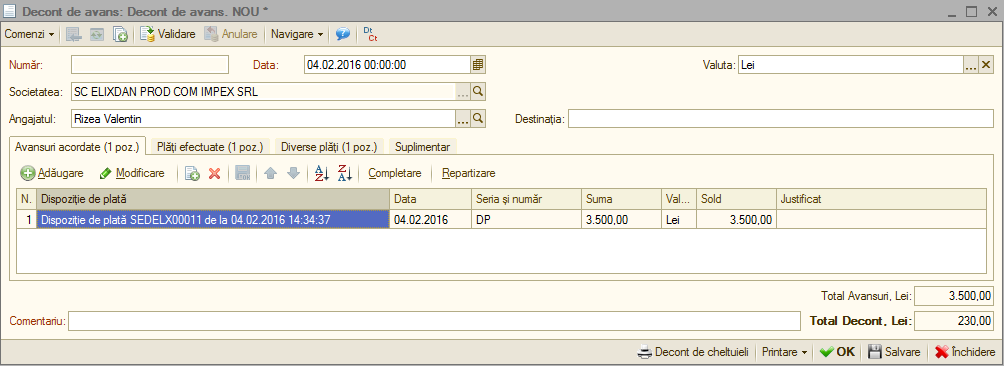 Decont de avans: Decont de avans. NOU *
Comenzi Validare Anulare Navigare Dt Ct
Număr: Data: 04.02.2016 00:00:00 Valuta: Lei
Societatea: SC ELIXDAN PROD COM IMPEX SRL
Angajatul: Rizea Valentin Destinația:
Avansuri acordate (1 poz.) Plăți efectuate (1 poz.) Diverse plăți (1 poz.) Suplimentar
Adăugare Modificare Completare Repartizare
N. Dispoziție de plată Data Seria și număr Suma Val... Sold Justificat
1 Dispoziție de plată SEDELX00011 de la 04.02.2016 14:34:37 04.02.2016 DP 3.500,00 Lei 3.500,00
Total Avansuri, Lei: 3.500,00
Comentariu: Total Decont, Lei: 230,00
Decont de cheltuieli Printare OK Salvare Închidere